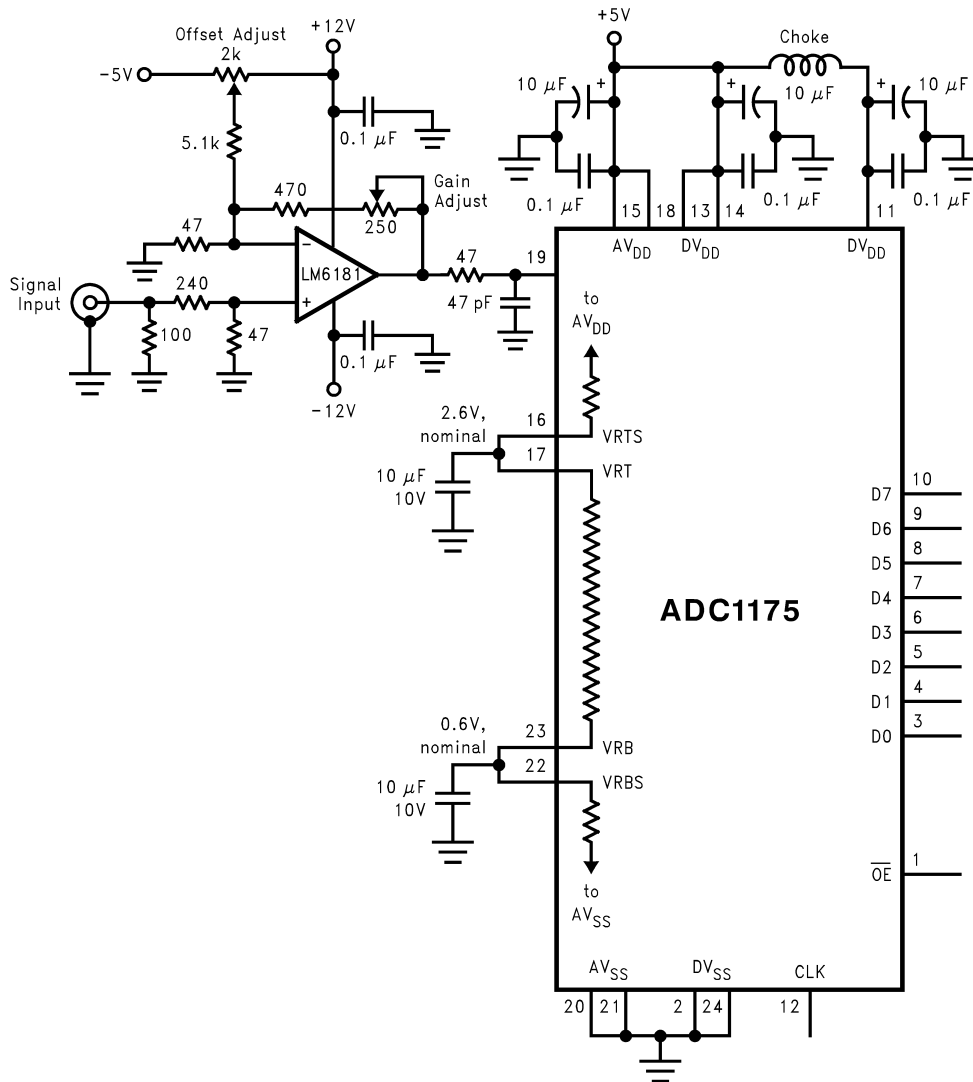 Offset Adjust
2k
+12V
−5V
0.1 μF
5.1k
470
Gain
Adjust
250
47
LM6181
−
+
Signal
Input
240
100
47
0.1 μF
−12V
47
47 pF
19
+5V
Choke
10 μF
+
10 μF
+
10 μF
+
0.1 μF
0.1 μF
0.1 μF
15
18
13
14
11
AVDD
DVDD
DVDD
to
AVDD
2.6V,
nominal
16
VRTS
17
VRT
10 μF
10V
D7
10
D6
9
D5
8
D4
7
ADC1175
D3
6
D2
5
D1
4
D0
3
0.6V,
nominal
23
VRB
22
VRBS
10 μF
10V
to
AVSS
OE
1
AVSS
DVSS
CLK
20
21
2
24
12